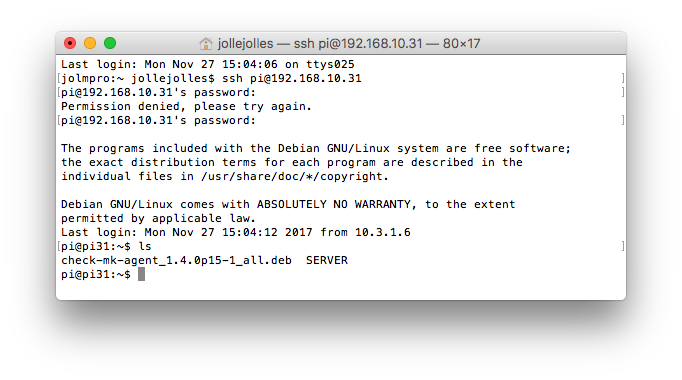 jollejolles — ssh pi@192.168.10.31 — 80×17
Last login: Mon Nov 27 15:04:06 on ttys025
[jolmpro:~ jollejolles$ ssh pi@192.168.10.31 ]
[pi@192.168.10.31's password: ]
Permission denied, please try again.
[pi@192.168.10.31's password: ]
The programs included with the Debian GNU/Linux system are free software;
the exact distribution terms for each program are described in the
individual files in /usr/share/doc/*/copyright.
Debian GNU/Linux comes with ABSOLUTELY NO WARRANTY, to the extent
permitted by applicable law.
Last login: Mon Nov 27 15:04:12 2017 from 10.3.1.6
[pi@pi31:~$ ls ]
check-mk-agent_1.4.0p15-1_all.deb  SERVER
pi@pi31:~$